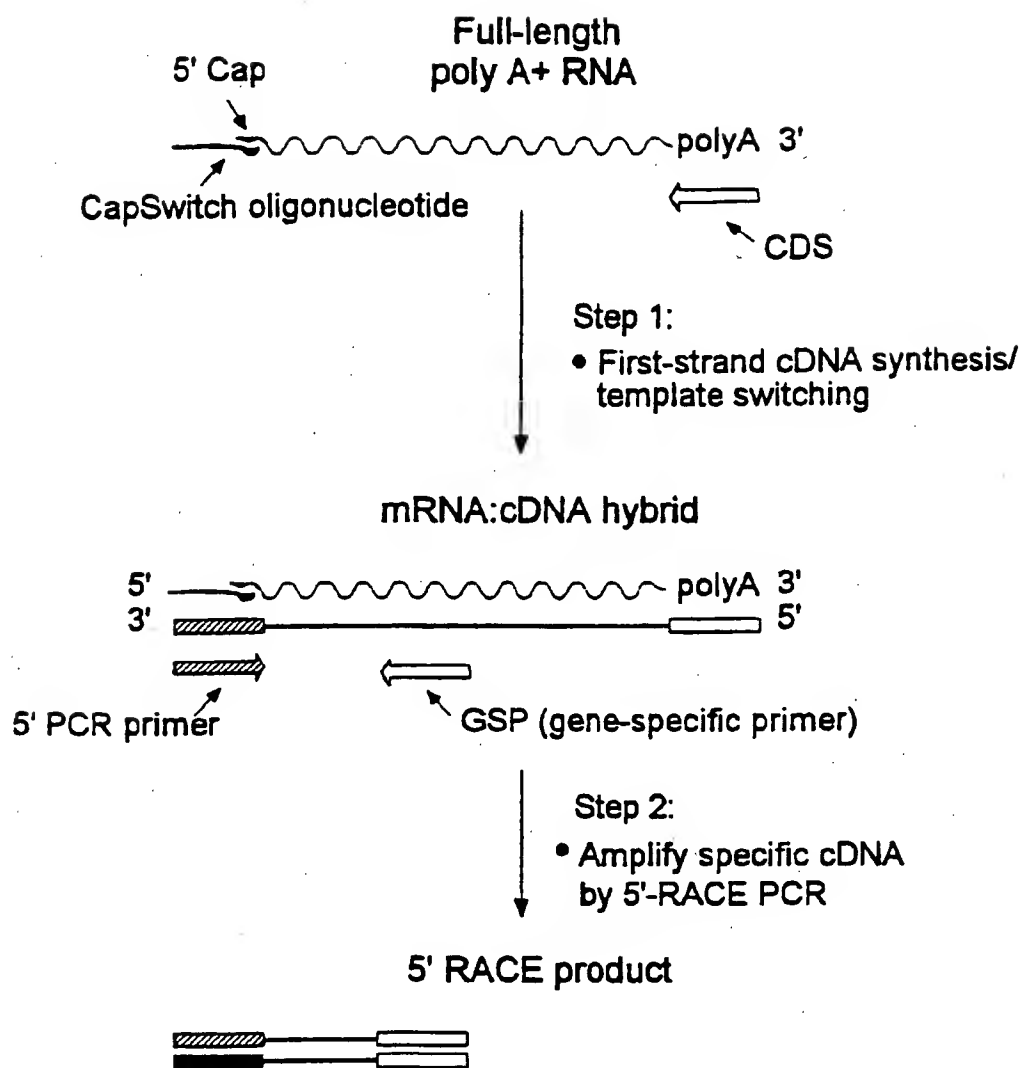 Full-length
poly A+ RNA
5' Cap
polyA 3'
CapSwitch oligonucleotide
CDS
Step 1:
• First-strand cDNA synthesis/
template switching
mRNA:cDNA hybrid
5' polyA 3'
3' 5'
5' PCR primer
GSP (gene-specific primer)
Step 2:
• Amplify specific cDNA
by 5'-RACE PCR
5' RACE product